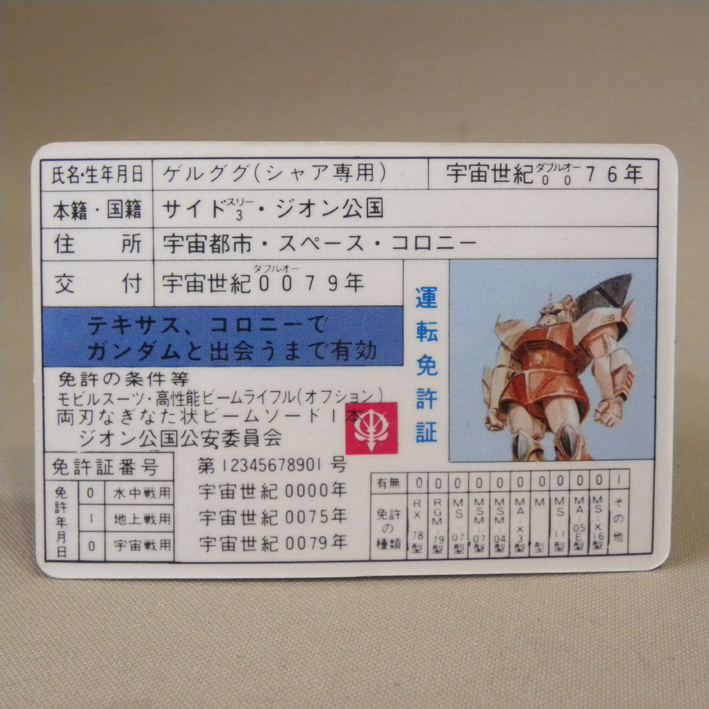 氏名・生年月日 ゲルググ(シャア専用) 宇宙世紀0076年
ダブルオー
本籍・国籍 サイド3・ジオン公国
スリー
住所 宇宙都市・スペース・コロニー
交付 宇宙世紀0079年
ダブルオー
テキサス、コロニーで
ガンダムと出会うまで有効
運転免許証
免許の条件等
モビルスーツ・高性能ビームライフル(オプション)
両刃なぎなた状ビームソード1本
ジオン公国公安委員会
免許証番号 第12345678901号
免許年月日
0 水中戦用 宇宙世紀0000年
1 地上戦用 宇宙世紀0075年
0 宇宙戦用 宇宙世紀0079年
有無 0 0 0 0 0 0 0 0 0 0 1
免許の種類
RX 78型
RGM 79型
MS 07型
MSM 07型
MSM 04型
MA X3型
M 型
MS 11型
MA 05E型
MS X16型
その他